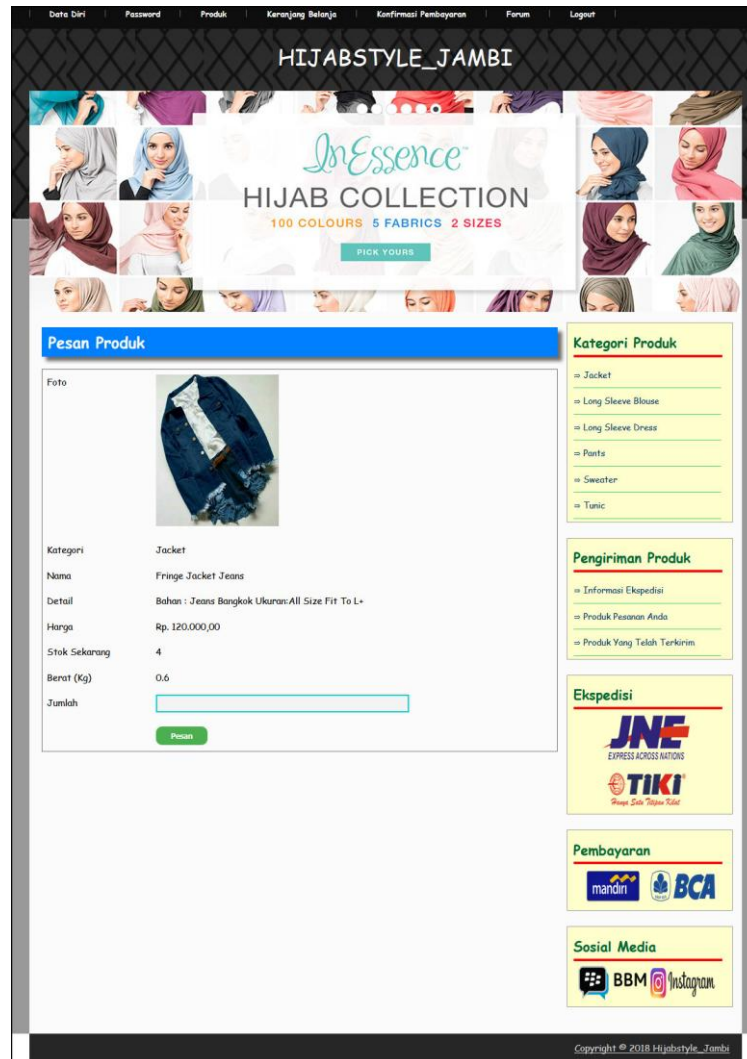 Data Diri Password Produk Keranjang Belanja Konfirmasi Pembayaran Forum Logout
HIJABSTYLE_JAMBI
InEssence
HIJAB COLLECTION
100 COLOURS 5 FABRICS 2 SIZES
PICK YOURS
Pesan Produk
Foto
Kategori Jacket
Nama Fringe Jacket Jeans
Detail Bahan : Jeans Bangkok Ukuran:All Size Fit To L+
Harga Rp. 120.000,00
Stok Sekarang 4
Berat (Kg) 0.6
Jumlah
Pesan
Kategori Produk
⇒ Jacket
⇒ Long Sleeve Blouse
⇒ Long Sleeve Dress
⇒ Pants
⇒ Sweater
⇒ Tunic
Pengiriman Produk
⇒ Informasi Ekspedisi
⇒ Produk Pesanan Anda
⇒ Produk Yang Telah Terkirim
Ekspedisi
JNE
EXPRESS ACROSS NATIONS
TIKI
Hanya Satu Titipan Kilat
Pembayaran
mandiri BCA
Sosial Media
BBM Instagram
Copyright © 2018 Hijabstyle_Jambi